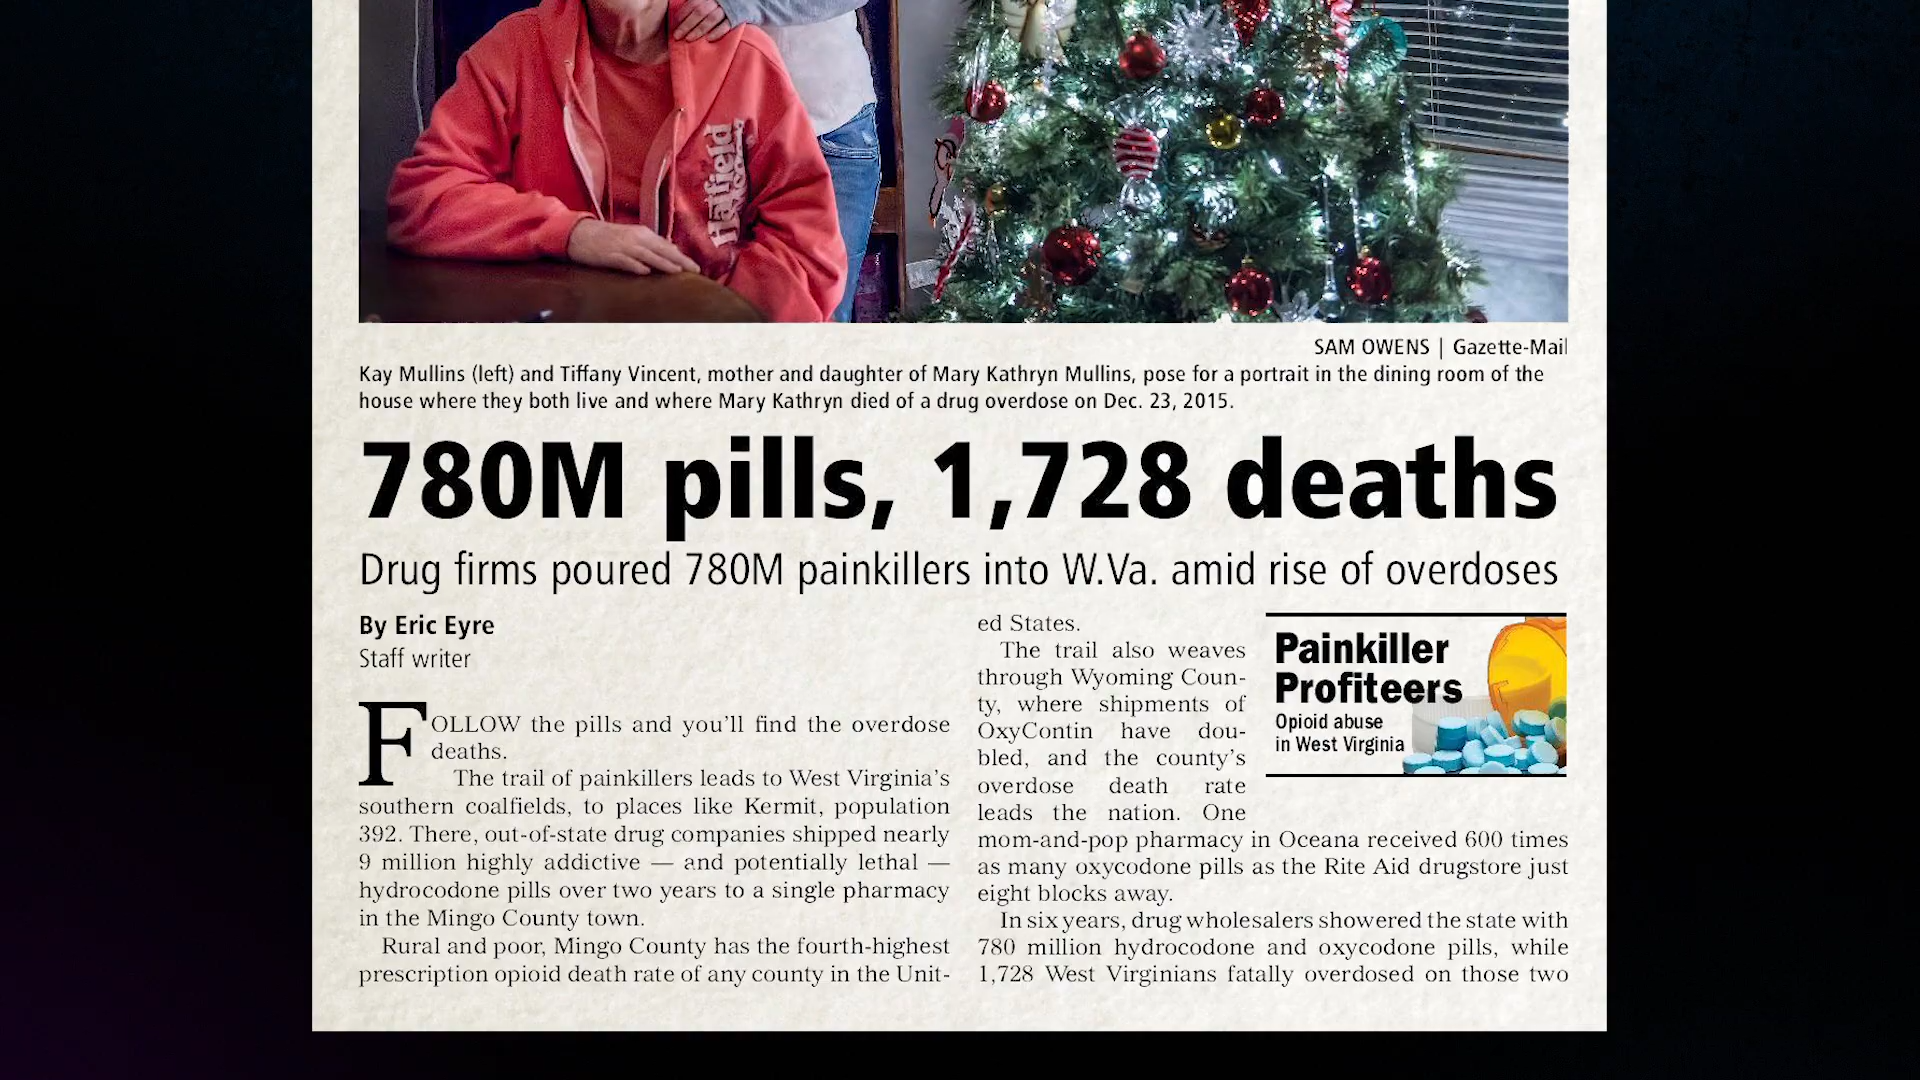 Hatfield
SAM OWENS | Gazette-Mail
Kay Mullins (left) and Tiffany Vincent, mother and daughter of Mary Kathryn Mullins, pose for a portrait in the dining room of the
house where they both live and where Mary Kathryn died of a drug overdose on Dec. 23, 2015.
780M pills, 1,728 deaths
Drug firms poured 780M painkillers into W.Va. amid rise of overdoses
By Eric Eyre
Staff writer
FOLLOW the pills and you’ll find the overdose
deaths.
The trail of painkillers leads to West Virginia’s
southern coalfields, to places like Kermit, population
392. There, out-of-state drug companies shipped nearly
9 million highly addictive — and potentially lethal —
hydrocodone pills over two years to a single pharmacy
in the Mingo County town.
Rural and poor, Mingo County has the fourth-highest
prescription opioid death rate of any county in the Unit-
ed States.
The trail also weaves
through Wyoming Coun-
ty, where shipments of
OxyContin have dou-
bled, and the county’s
overdose death rate
leads the nation. One
mom-and-pop pharmacy in Oceana received 600 times
as many oxycodone pills as the Rite Aid drugstore just
eight blocks away.
In six years, drug wholesalers showered the state with
780 million hydrocodone and oxycodone pills, while
1,728 West Virginians fatally overdosed on those two
Painkiller
Profiteers
Opioid abuse
in West Virginia